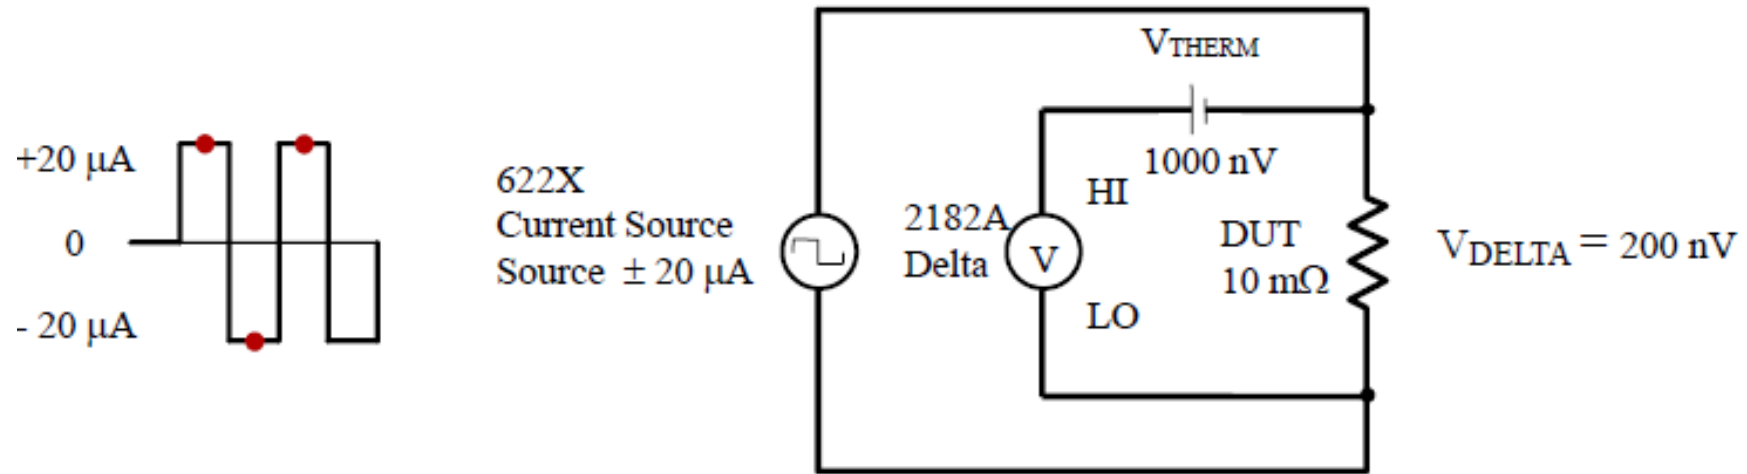 +20 μA
0
- 20 μA
622X
Current Source
Source ± 20 μA
2182A
Delta
V
HI
LO
VTHERM
1000 nV
DUT
10 mΩ
VDELTA = 200 nV